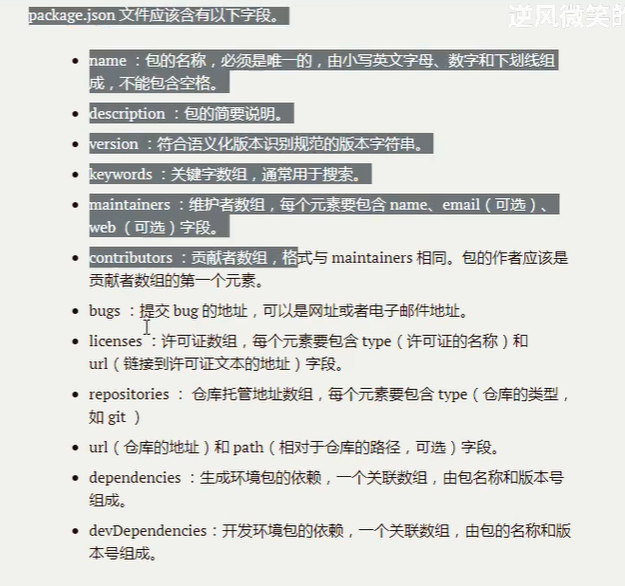 逆风微笑的
package.json 文件应该含有以下字段。
• name ：包的名称，必须是唯一的，由小写英文字母、数字和下划线组
成，不能包含空格。
• description ：包的简要说明。
• version ：符合语义化版本识别规范的版本字符串。
• keywords ：关键字数组，通常用于搜索。
• maintainers ：维护者数组，每个元素要包含 name、email（可选）、
web（可选）字段。
• contributors ：贡献者数组，格式与 maintainers 相同。包的作者应该是
贡献者数组的第一个元素。
• bugs ：提交 bug 的地址，可以是网址或者电子邮件地址。
• licenses ：许可证数组，每个元素要包含 type（许可证的名称）和
url（链接到许可证文本的地址）字段。
• repositories ： 仓库托管地址数组，每个元素要包含 type（仓库的类型，
如 git ）
• url（仓库的地址）和 path（相对于仓库的路径，可选）字段。
• dependencies ：生成环境包的依赖，一个关联数组，由包名称和版本号
组成。
• devDependencies：开发环境包的依赖，一个关联数组，由包的名称和版
本号组成。